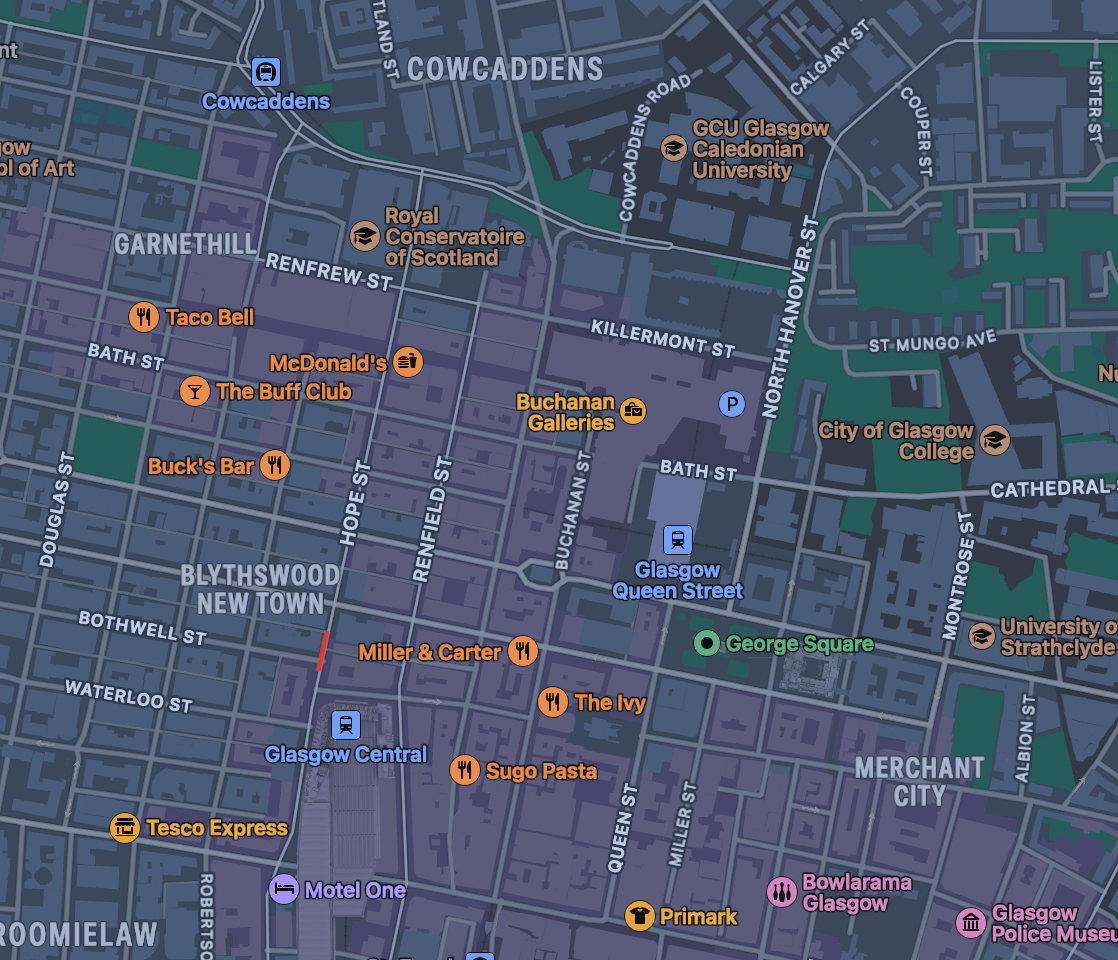 TLAND ST
nt
COWCADDENS
Cowcaddens
CALGARY ST
LISTER ST
COUPER ST
COWCADDENS ROAD
GCU Glasgow
Caledonian
University
ow
ol of Art
Royal
Conservatoire
of Scotland
GARNETHILL
RENFREW ST
NORTH HANOVER ST
Taco Bell
KILLERMONT ST
ST MUNGO AVE
BATH ST
McDonald's
The Buff Club
Buchanan
Galleries
P
Nu
City of Glasgow
College
Buck's Bar
BATH ST
CATHEDRAL
DOUGLAS ST
HOPE ST
RENFIELD ST
BUCHANAN ST
MONTROSE ST
BLYTHSWOOD
NEW TOWN
Glasgow
Queen Street
BOTHWELL ST
Miller & Carter
George Square
University o
Strathclyde
WATERLOO ST
The Ivy
Glasgow Central
Sugo Pasta
ALBION ST
MERCHANT
CITY
Tesco Express
QUEEN ST
MILLER ST
Motel One
Bowlarama
Glasgow
Primark
Glasgow
Police Museu
ROBERTSO
ROOMIELAW